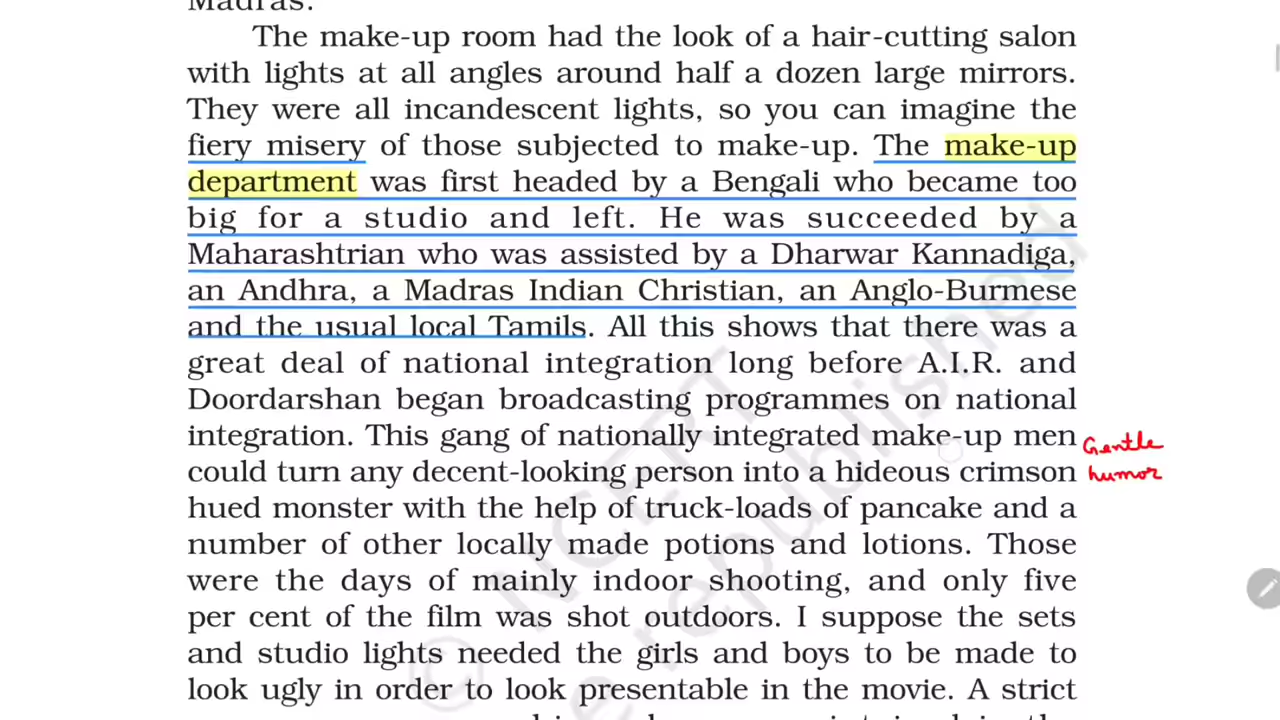 Madras.
The make-up room had the look of a hair-cutting salon
with lights at all angles around half a dozen large mirrors.
They were all incandescent lights, so you can imagine the
fiery misery of those subjected to make-up. The make-up
department was first headed by a Bengali who became too
big for a studio and left. He was succeeded by a
Maharashtrian who was assisted by a Dharwar Kannadiga,
an Andhra, a Madras Indian Christian, an Anglo-Burmese
and the usual local Tamils. All this shows that there was a
great deal of national integration long before A.I.R. and
Doordarshan began broadcasting programmes on national
integration. This gang of nationally integrated make-up men
could turn any decent-looking person into a hideous crimson
hued monster with the help of truck-loads of pancake and a
number of other locally made potions and lotions. Those
were the days of mainly indoor shooting, and only five
per cent of the film was shot outdoors. I suppose the sets
and studio lights needed the girls and boys to be made to
look ugly in order to look presentable in the movie. A strict
Gentle
humor
© NCERT
republished